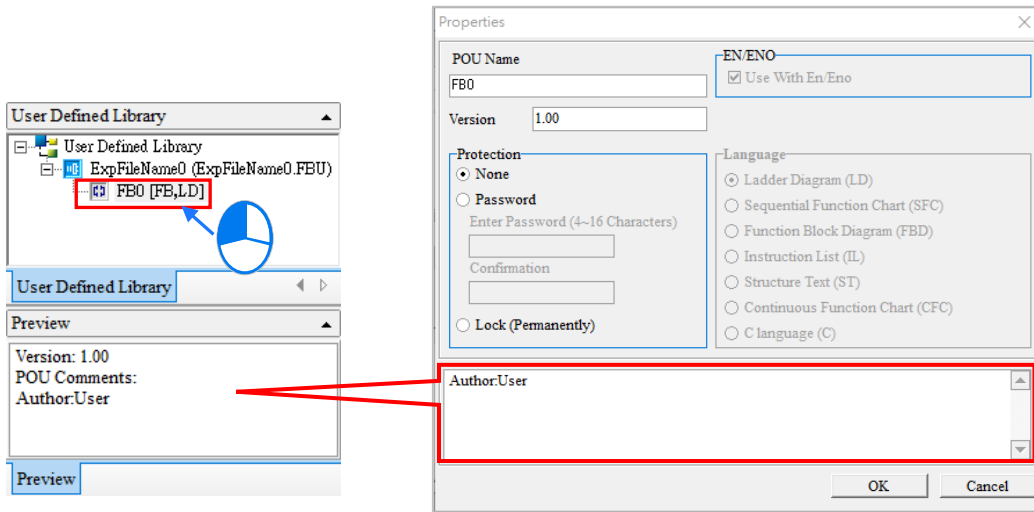 User Defined Library
User Defined Library
ExpFileName0 (ExpFileName0.FBU)
FB0 [FB,LD]
User Defined Library
Preview
Version: 1.00
POU Comments:
Author:User
Preview
Properties
POU Name
FB0
Version
1.00
EN/ENO
Use With En/Eno
Protection
None
Password
Enter Password (4~16 Characters)
Confirmation
Lock (Permanently)
Language
Ladder Diagram (LD)
Sequential Function Chart (SFC)
Function Block Diagram (FBD)
Instruction List (IL)
Structure Text (ST)
Continuous Function Chart (CFC)
C language (C)
Author:User
OK
Cancel